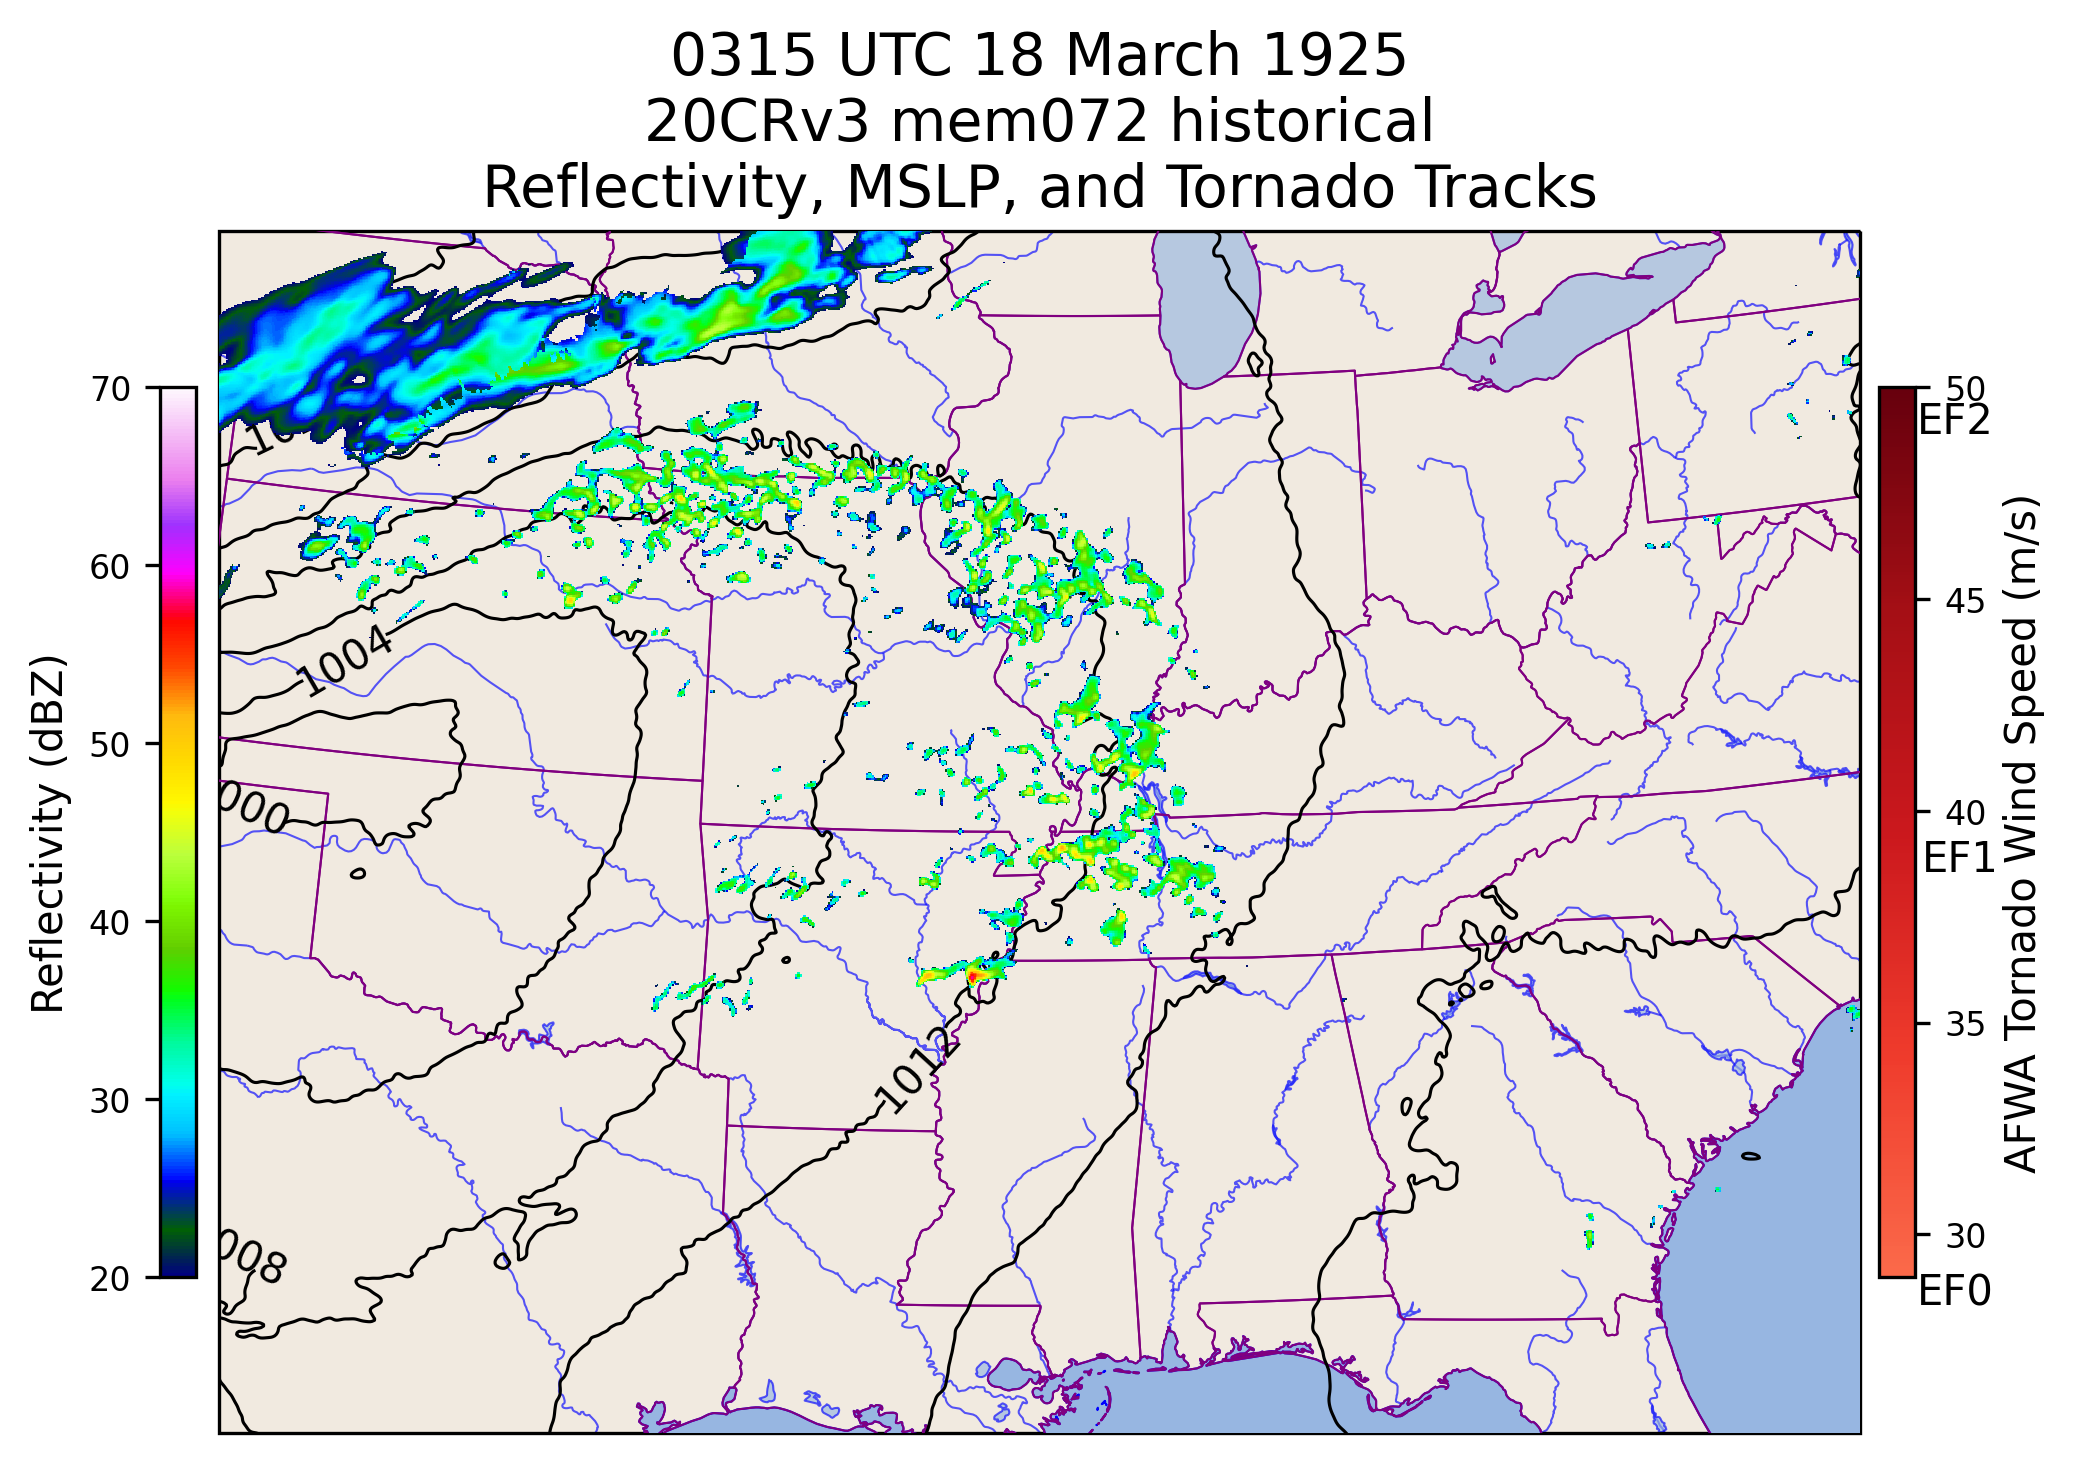 0315 UTC 18 March 1925
20CRv3 mem072 historical
Reflectivity, MSLP, and Tornado Tracks
Reflectivity (dBZ)
70
60
50
40
30
20
1004
000
1012
008
50
EF2
45
40
EF1
35
30
EF0
AFWA Tornado Wind Speed (m/s)